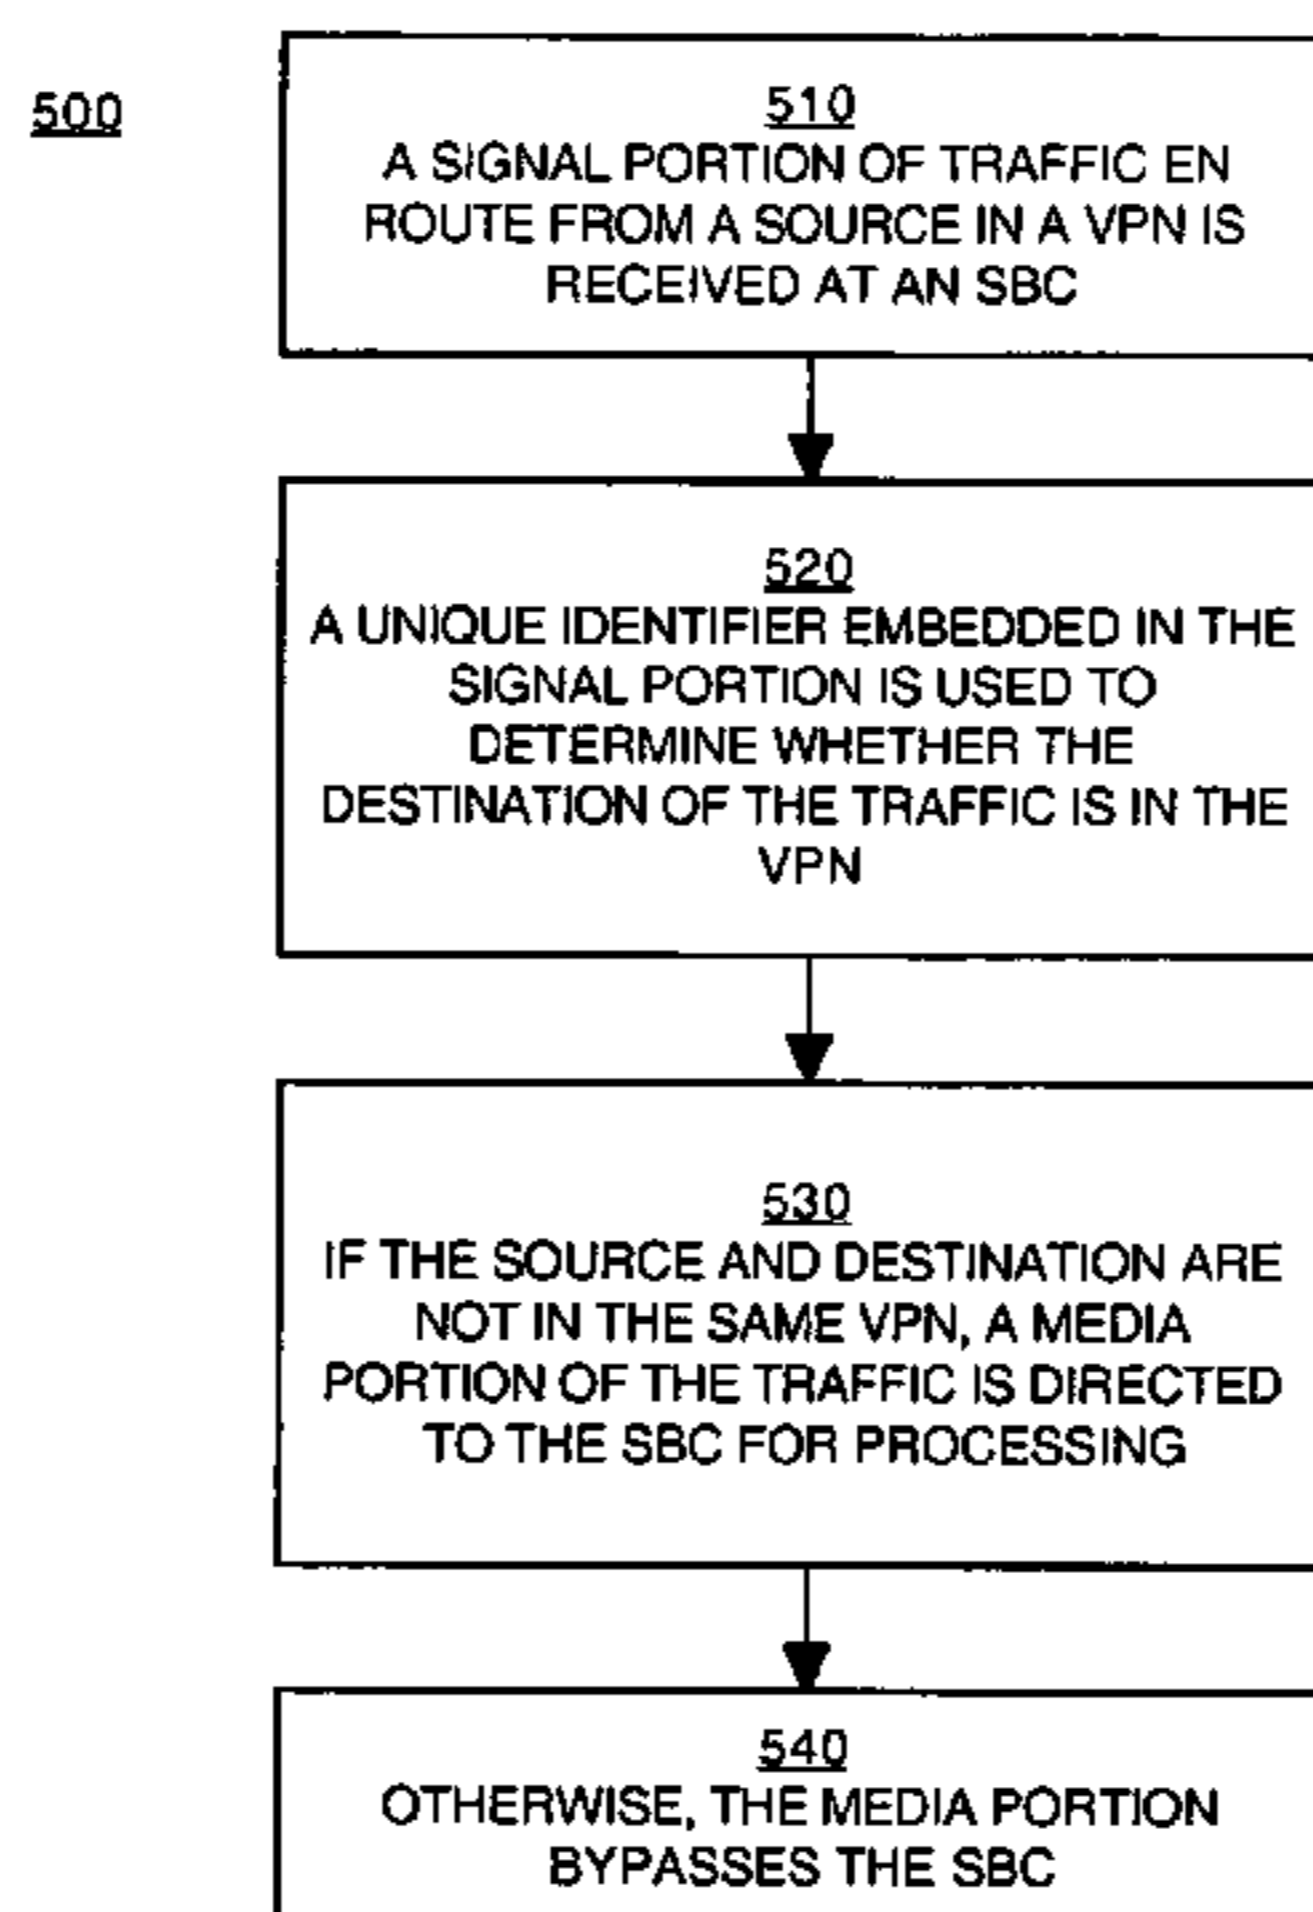 500
510
A SIGNAL PORTION OF TRAFFIC EN
ROUTE FROM A SOURCE IN A VPN IS
RECEIVED AT AN SBC
520
A UNIQUE IDENTIFIER EMBEDDED IN THE
SIGNAL PORTION IS USED TO
DETERMINE WHETHER THE
DESTINATION OF THE TRAFFIC IS IN THE
VPN
530
IF THE SOURCE AND DESTINATION ARE
NOT IN THE SAME VPN, A MEDIA
PORTION OF THE TRAFFIC IS DIRECTED
TO THE SBC FOR PROCESSING
540
OTHERWISE, THE MEDIA PORTION
BYPASSES THE SBC